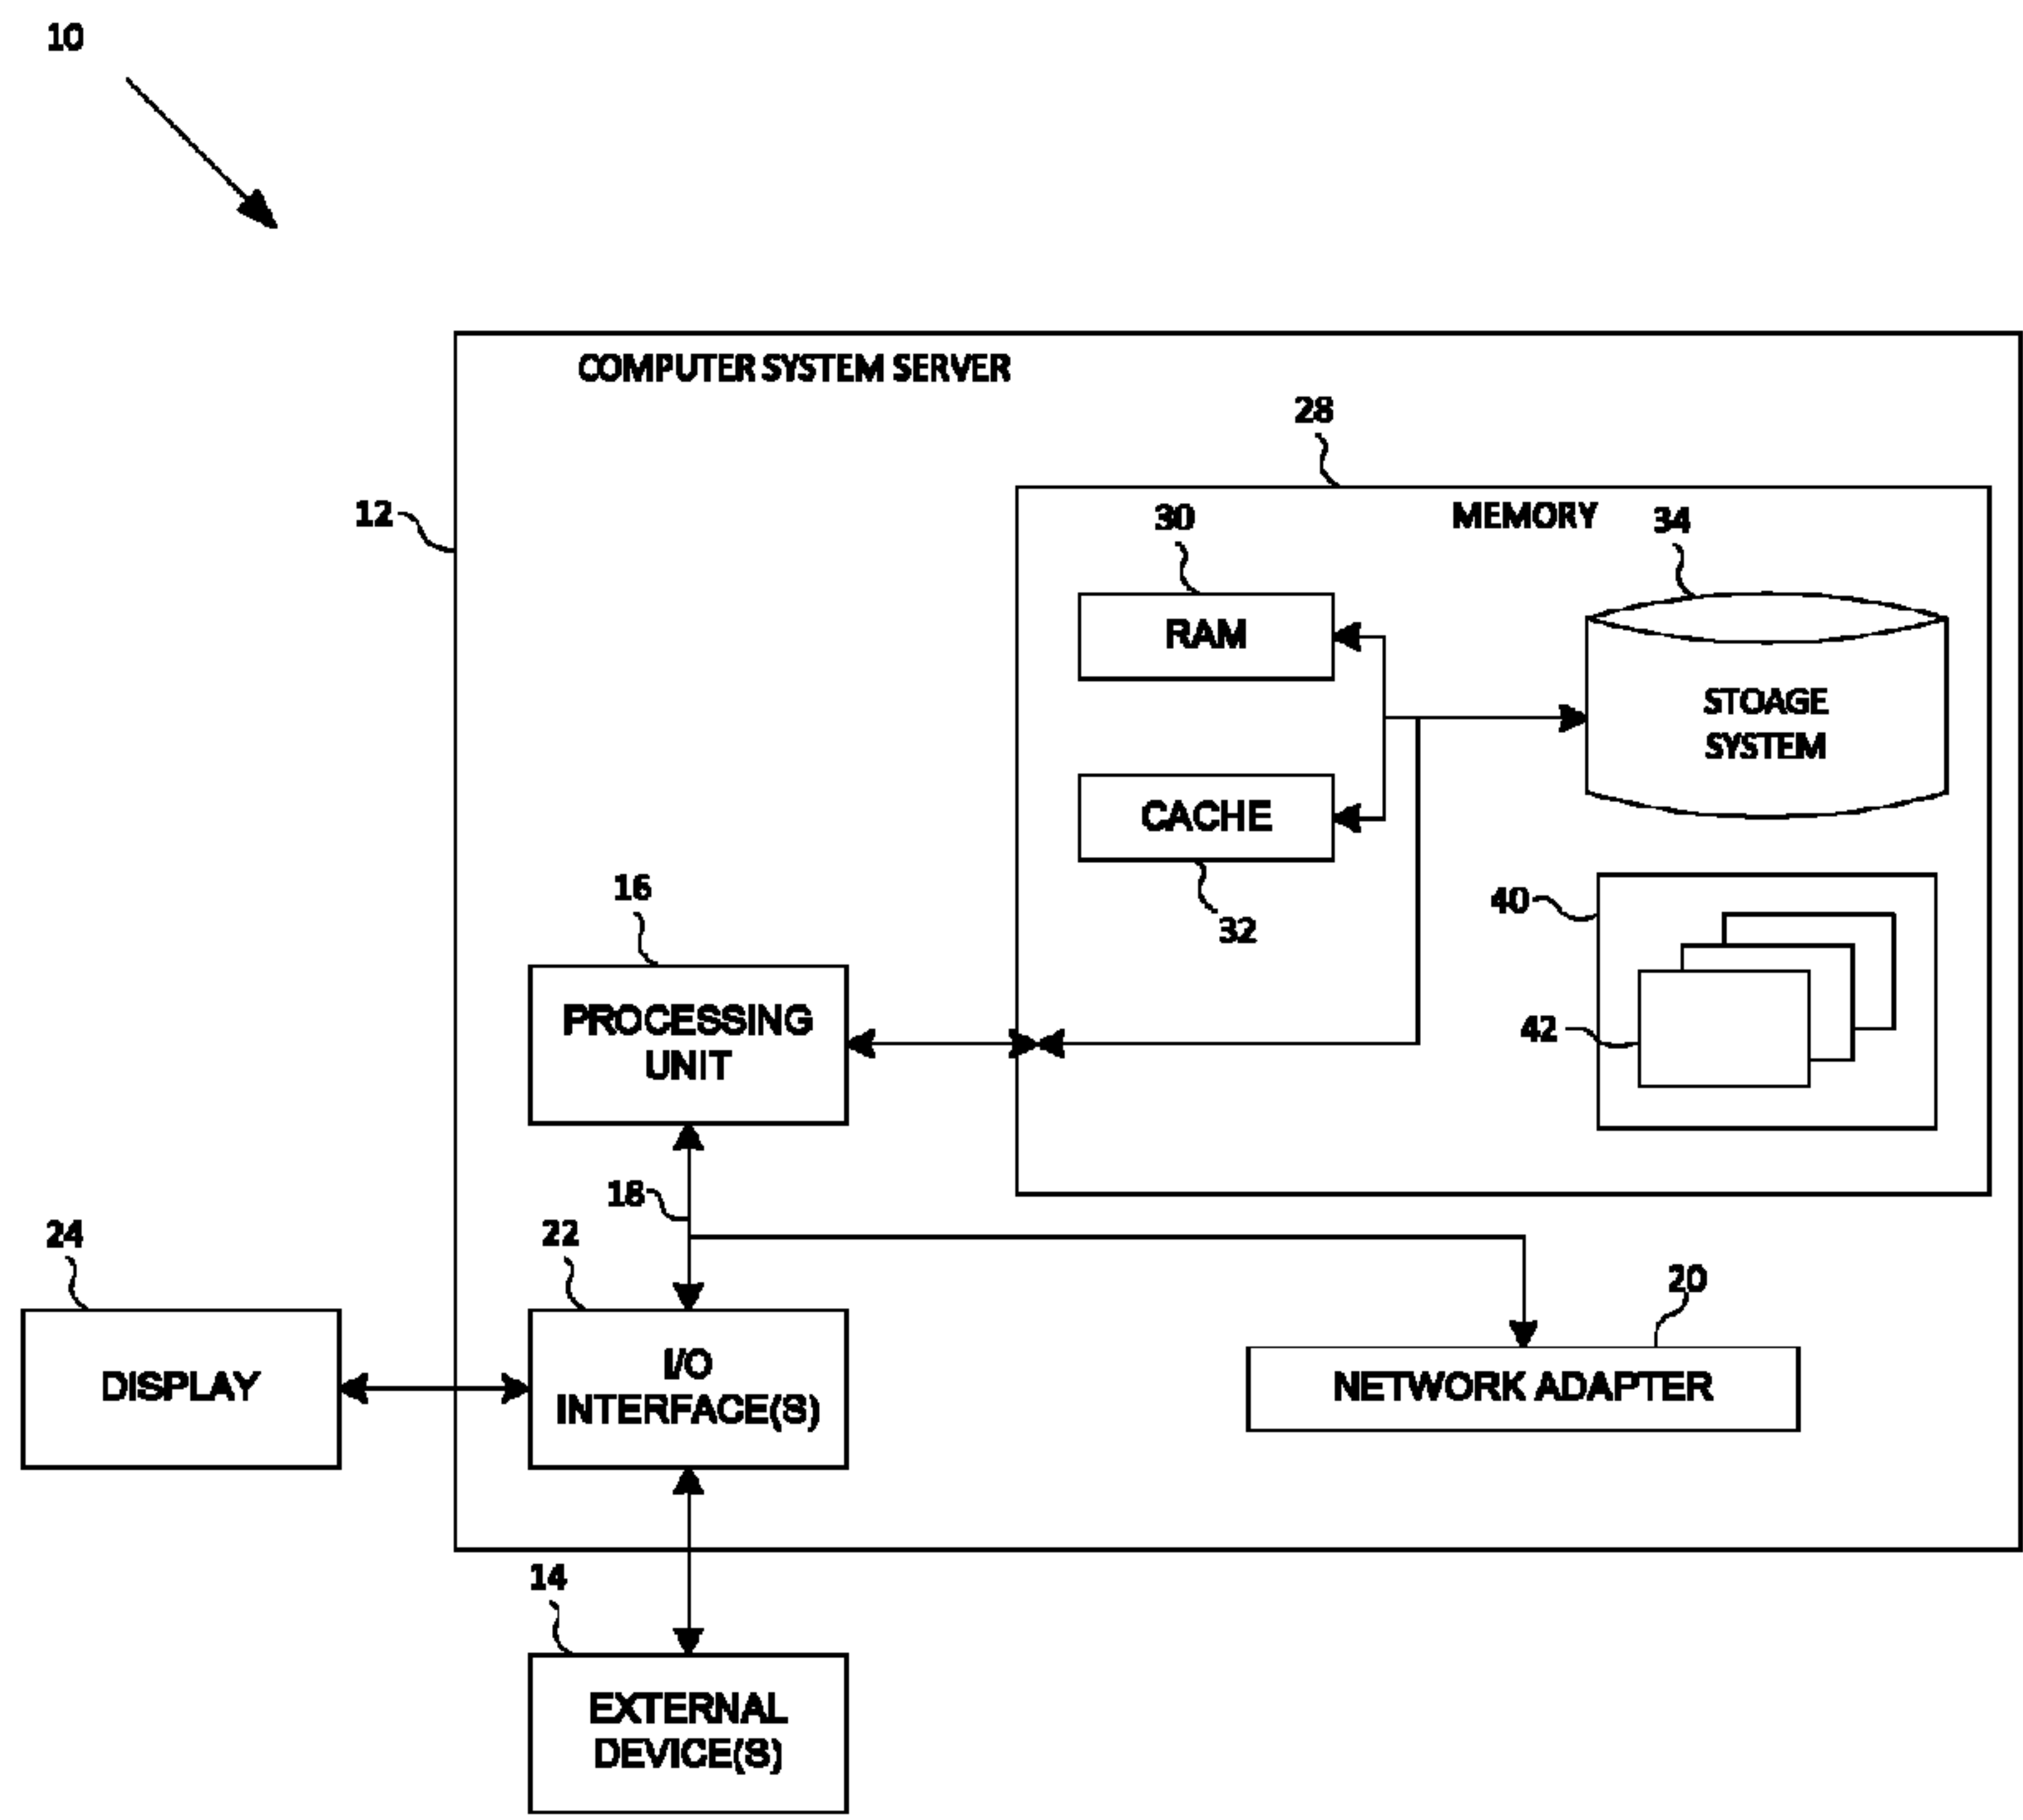 10
COMPUTER SYSTEM SERVER
28
12
MEMORY
30
34
RAM
STOAGE
SYSTEM
CACHE
16
40
32
PROCESSING
UNIT
42
18
24
22
20
DISPLAY
I/O
INTERFACE(S)
NETWORK ADAPTER
14
EXTERNAL
DEVICE(S)